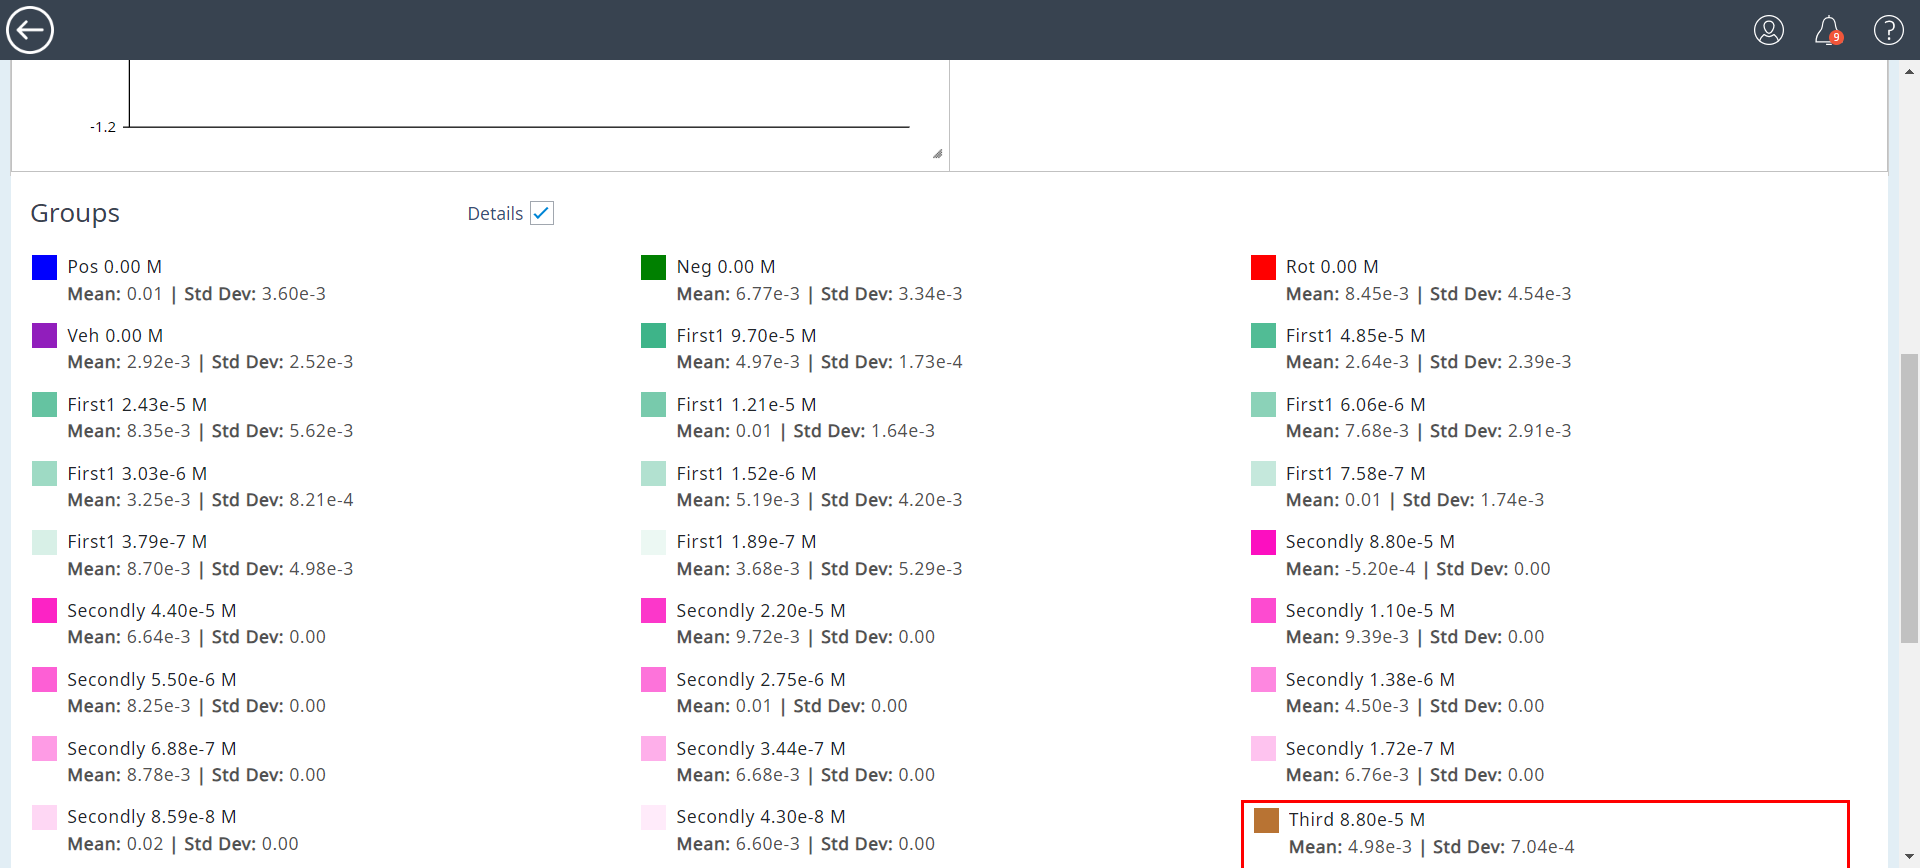 9
?
-1.2
Groups
Details
Pos 0.00 M
Mean: 0.01 | Std Dev: 3.60e-3
Neg 0.00 M
Mean: 6.77e-3 | Std Dev: 3.34e-3
Rot 0.00 M
Mean: 8.45e-3 | Std Dev: 4.54e-3
Veh 0.00 M
Mean: 2.92e-3 | Std Dev: 2.52e-3
First1 9.70e-5 M
Mean: 4.97e-3 | Std Dev: 1.73e-4
First1 4.85e-5 M
Mean: 2.64e-3 | Std Dev: 2.39e-3
First1 2.43e-5 M
Mean: 8.35e-3 | Std Dev: 5.62e-3
First1 1.21e-5 M
Mean: 0.01 | Std Dev: 1.64e-3
First1 6.06e-6 M
Mean: 7.68e-3 | Std Dev: 2.91e-3
First1 3.03e-6 M
Mean: 3.25e-3 | Std Dev: 8.21e-4
First1 1.52e-6 M
Mean: 5.19e-3 | Std Dev: 4.20e-3
First1 7.58e-7 M
Mean: 0.01 | Std Dev: 1.74e-3
First1 3.79e-7 M
Mean: 8.70e-3 | Std Dev: 4.98e-3
First1 1.89e-7 M
Mean: 3.68e-3 | Std Dev: 5.29e-3
Secondly 8.80e-5 M
Mean: -5.20e-4 | Std Dev: 0.00
Secondly 4.40e-5 M
Mean: 6.64e-3 | Std Dev: 0.00
Secondly 2.20e-5 M
Mean: 9.72e-3 | Std Dev: 0.00
Secondly 1.10e-5 M
Mean: 9.39e-3 | Std Dev: 0.00
Secondly 5.50e-6 M
Mean: 8.25e-3 | Std Dev: 0.00
Secondly 2.75e-6 M
Mean: 0.01 | Std Dev: 0.00
Secondly 1.38e-6 M
Mean: 4.50e-3 | Std Dev: 0.00
Secondly 6.88e-7 M
Mean: 8.78e-3 | Std Dev: 0.00
Secondly 3.44e-7 M
Mean: 6.68e-3 | Std Dev: 0.00
Secondly 1.72e-7 M
Mean: 6.76e-3 | Std Dev: 0.00
Secondly 8.59e-8 M
Mean: 0.02 | Std Dev: 0.00
Secondly 4.30e-8 M
Mean: 6.60e-3 | Std Dev: 0.00
Third 8.80e-5 M
Mean: 4.98e-3 | Std Dev: 7.04e-4